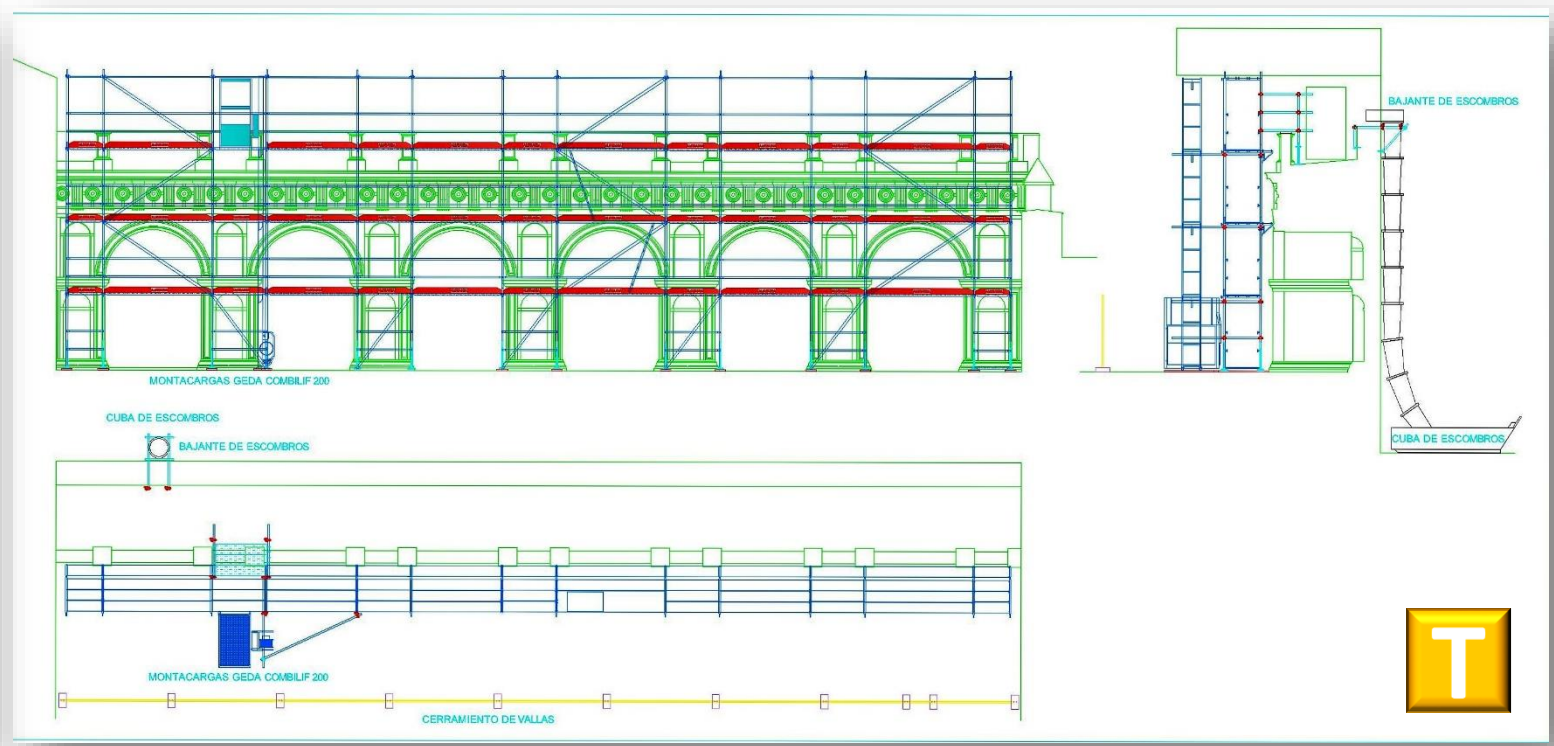 BAJANTE DE ESCOMBROS
MONTACARGAS GEDA COMBILIF 200
CUBA DE ESCOMBROS
BAJANTE DE ESCOMBROS
CUBA DE ESCOMBROS
MONTACARGAS GEDA COMBILIF 200
CERRAMIENTO DE VALLAS
T